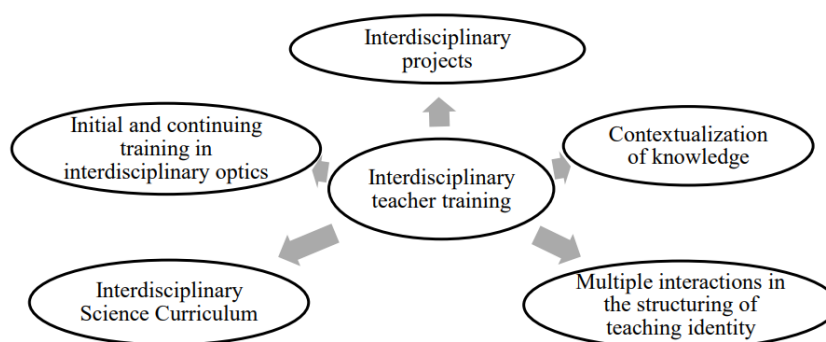 Interdisciplinary
projects
Initial and continuing
training in
interdisciplinary optics
Contextualization
of knowledge
Interdisciplinary
teacher training
Interdisciplinary
Science Curriculum
Multiple interactions in
the structuring of
teaching identity